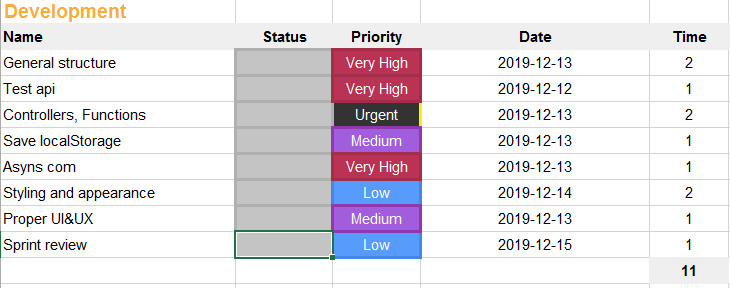 Development
Name Status Priority Date Time
General structure Very High 2019-12-13 2
Test api Very High 2019-12-12 1
Controllers, Functions Urgent 2019-12-13 2
Save localStorage Medium 2019-12-13 1
Asyns com Very High 2019-12-13 1
Styling and appearance Low 2019-12-14 2
Proper UI&UX Medium 2019-12-13 1
Sprint review Low 2019-12-15 1
11